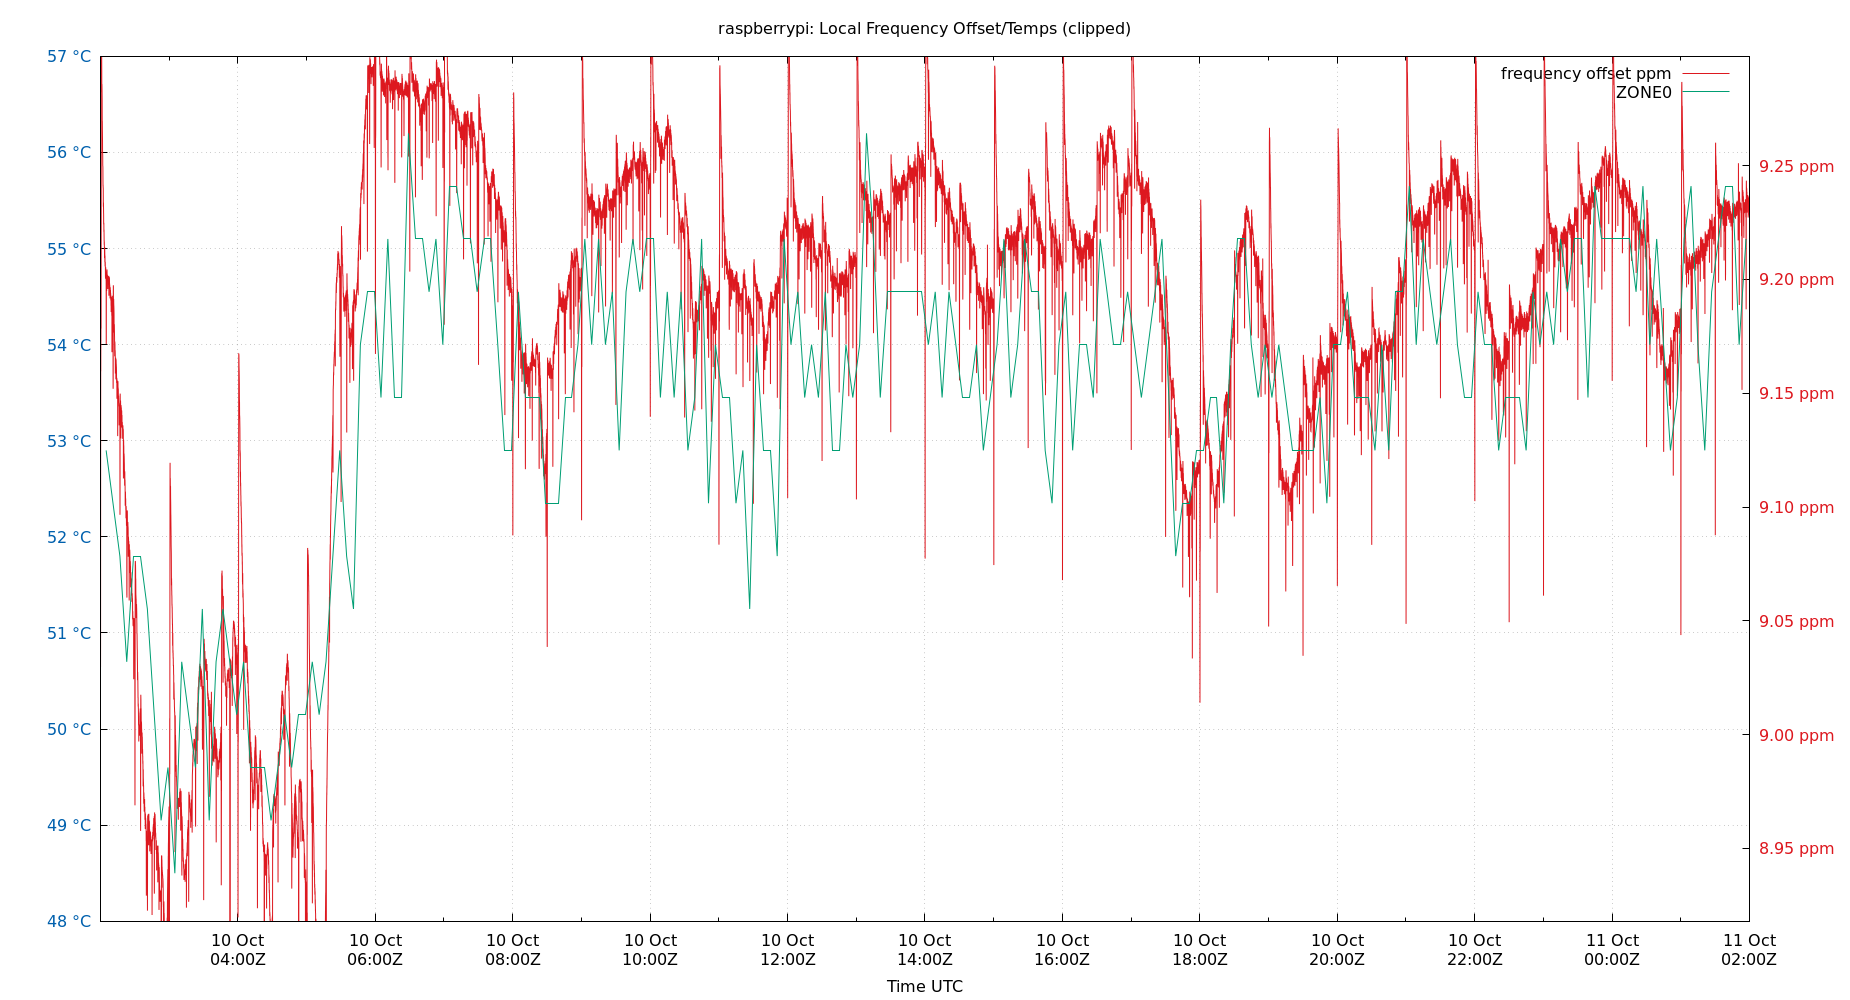 raspberrypi: Local Frequency Offset/Temps (clipped)
57 °C
56 °C
55 °C
54 °C
53 °C
52 °C
51 °C
50 °C
49 °C
48 °C
frequency offset ppm
ZONE0
9.25 ppm
9.20 ppm
9.15 ppm
9.10 ppm
9.05 ppm
9.00 ppm
8.95 ppm
10 Oct
04:00Z
10 Oct
06:00Z
10 Oct
08:00Z
10 Oct
10:00Z
10 Oct
12:00Z
10 Oct
14:00Z
10 Oct
16:00Z
10 Oct
18:00Z
10 Oct
20:00Z
10 Oct
22:00Z
11 Oct
00:00Z
11 Oct
02:00Z
Time UTC